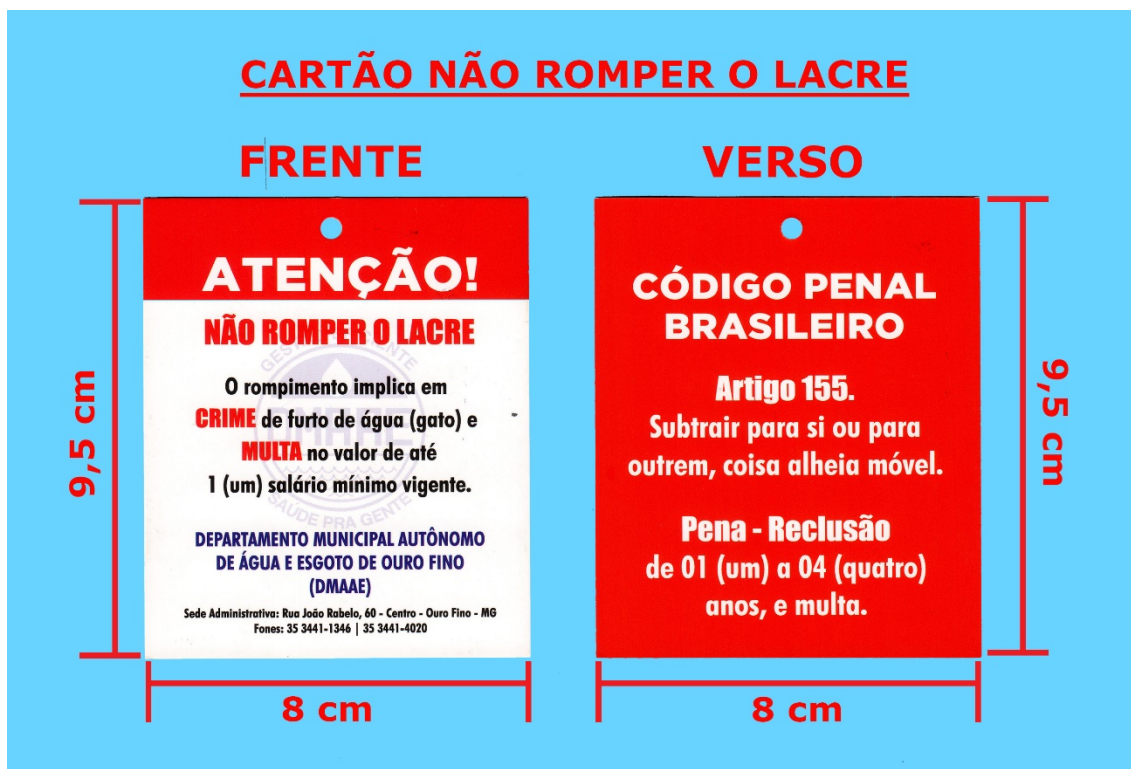 CARTÃO NÃO ROMPER O LACRE
FRENTE
9,5 cm
ATENÇÃO!
NÃO ROMPER O LACRE
O rompimento implica em
CRIME de furto de água (gato) e
MULTA no valor de até
1 (um) salário mínimo vigente.
DMAAE
SAÚDE PRA GENTE
DEPARTAMENTO MUNICIPAL AUTÔNOMO
DE ÁGUA E ESGOTO DE OURO FINO
(DMAAE)
Sede Administrativa: Rua João Rabelo, 60 - Centro - Ouro Fino - MG
Fones: 35 3441-1346 | 35 3441-4020
8 cm
VERSO
CÓDIGO PENAL
BRASILEIRO
Artigo 155.
Subtrair para si ou para
outrem, coisa alheia móvel.
Pena - Reclusão
de 01 (um) a 04 (quatro)
anos, e multa.
9,5 cm
8 cm